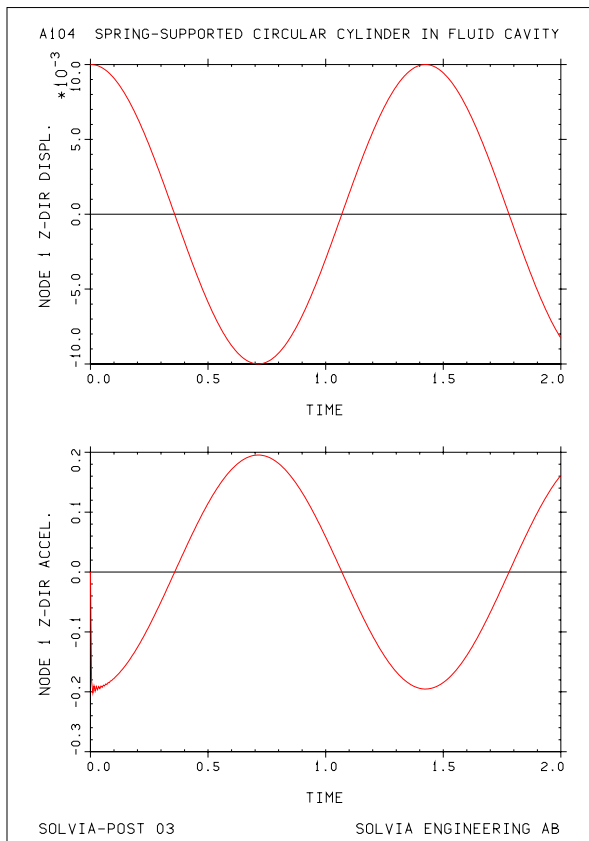 A104 SPRING-SUPPORTED CIRCULAR CYLINDER IN FLUID CAVITY
*10-3
NODE 1 Z-DIR DISPL.
10.0
5.0
0.0
-5.0
-10.0
0.0 0.5 1.0 1.5 2.0
TIME
NODE 1 Z-DIR ACCEL.
0.2
0.1
0.0
-0.1
-0.2
-0.3
0.0 0.5 1.0 1.5 2.0
TIME
SOLVIA-POST 03 SOLVIA ENGINEERING AB